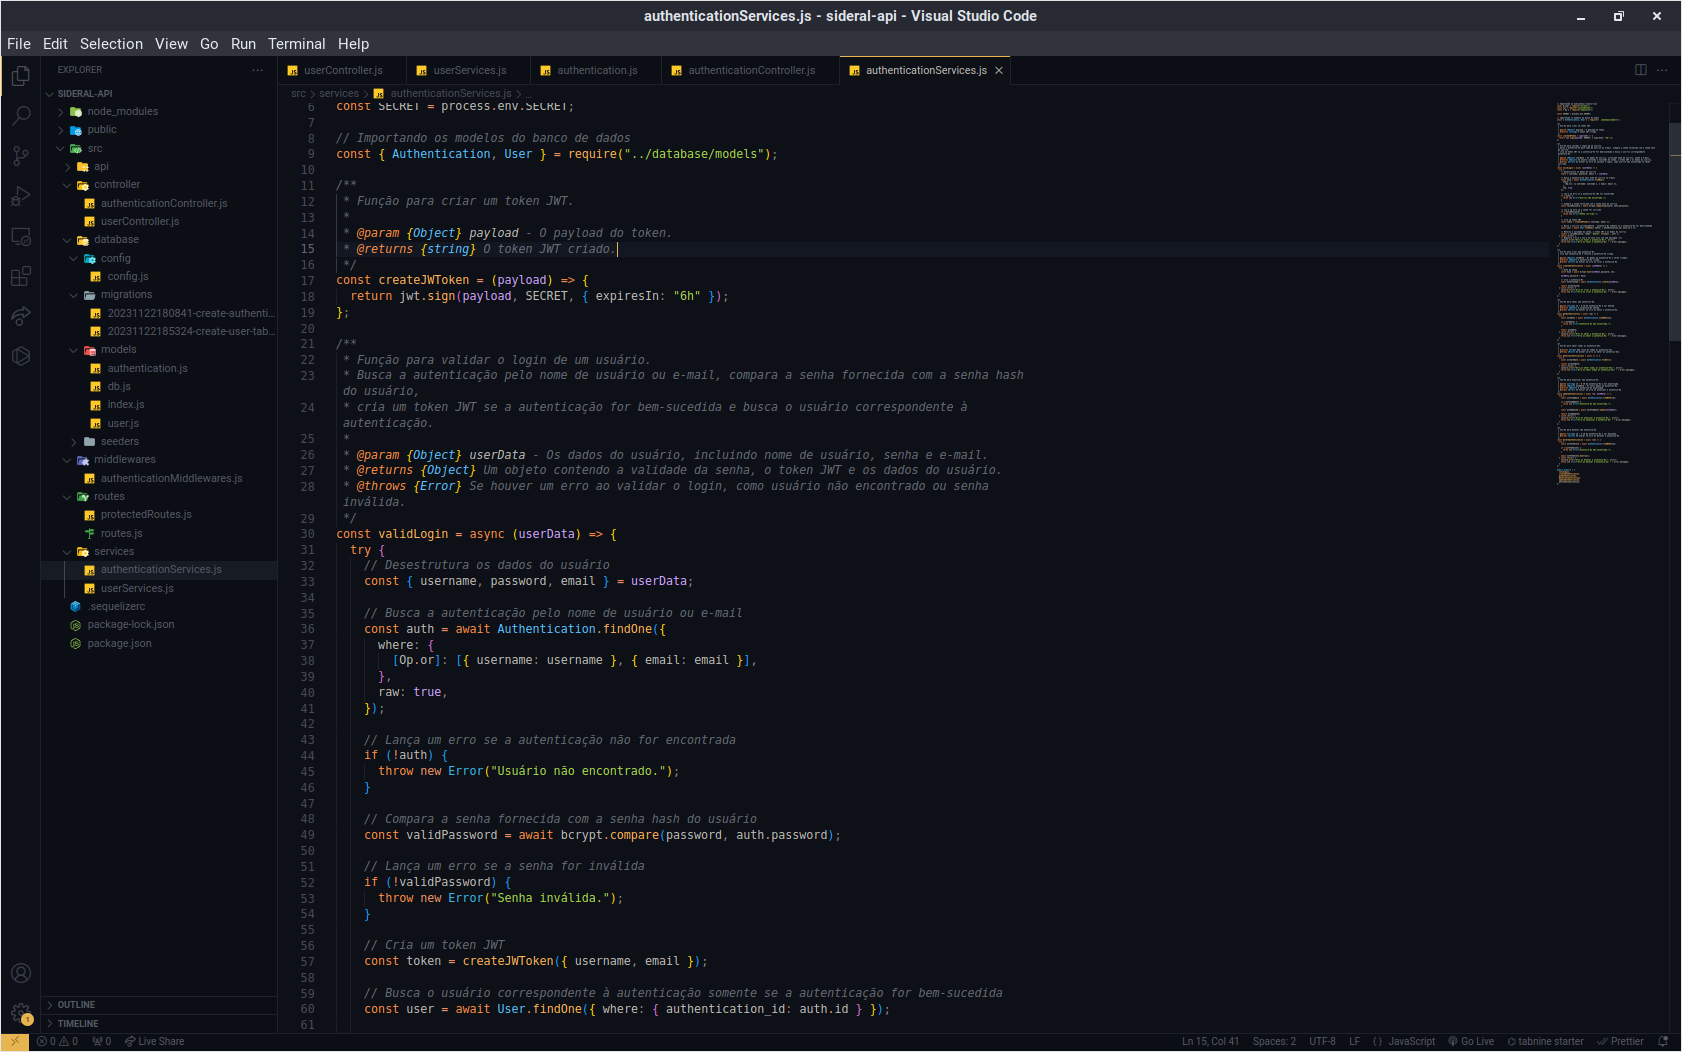 authenticationServices.js - sideral-api - Visual Studio Code
File Edit Selection View Go Run Terminal Help
EXPLORER
SIDERAL-API
node_modules
public
src
api
controller
authenticationController.js
userController.js
database
config
config.js
migrations
20231122180841-create-authenti...
20231122185324-create-user-tab...
models
authentication.js
db.js
index.js
user.js
seeders
middlewares
authenticationMiddlewares.js
routes
protectedRoutes.js
routes.js
services
authenticationServices.js
userServices.js
.sequelizerc
package-lock.json
package.json
OUTLINE
TIMELINE
userController.js userServices.js authentication.js authenticationController.js authenticationServices.js
src > services > authenticationServices.js > ...
6 const SECRET = process.env.SECRET;
7
8 // Importando os modelos do banco de dados
9 const { Authentication, User } = require("../database/models");
10
11 /**
12 * Função para criar um token JWT.
13 *
14 * @param {Object} payload - O payload do token.
15 * @returns {string} O token JWT criado.
16 */
17 const createJWToken = (payload) => {
18 return jwt.sign(payload, SECRET, { expiresIn: "6h" });
19 };
20
21 /**
22 * Função para validar o login de um usuário.
23 * Busca a autenticação pelo nome de usuário ou e-mail, compara a senha fornecida com a senha hash
do usuário,
24 * cria um token JWT se a autenticação for bem-sucedida e busca o usuário correspondente à
autenticação.
25 *
26 * @param {Object} userData - Os dados do usuário, incluindo nome de usuário, senha e e-mail.
27 * @returns {Object} Um objeto contendo a validade da senha, o token JWT e os dados do usuário.
28 * @throws {Error} Se houver um erro ao validar o login, como usuário não encontrado ou senha
inválida.
29 */
30 const validLogin = async (userData) => {
31 try {
32 // Desestrutura os dados do usuário
33 const { username, password, email } = userData;
34
35 // Busca a autenticação pelo nome de usuário ou e-mail
36 const auth = await Authentication.findOne({
37 where: {
38 [Op.or]: [{ username: username }, { email: email }],
39 },
40 raw: true,
41 });
42
43 // Lança um erro se a autenticação não for encontrada
44 if (!auth) {
45 throw new Error("Usuário não encontrado.");
46 }
47
48 // Compara a senha fornecida com a senha hash do usuário
49 const validPassword = await bcrypt.compare(password, auth.password);
50
51 // Lança um erro se a senha for inválida
52 if (!validPassword) {
53 throw new Error("Senha inválida.");
54 }
55
56 // Cria um token JWT
57 const token = createJWToken({ username, email });
58
59 // Busca o usuário correspondente à autenticação somente se a autenticação for bem-sucedida
60 const user = await User.findOne({ where: { authentication_id: auth.id } });
61
1
0 0 0 Live Share Ln 15, Col 41 Spaces: 2 UTF-8 LF {} JavaScript Go Live tabnine starter Prettier